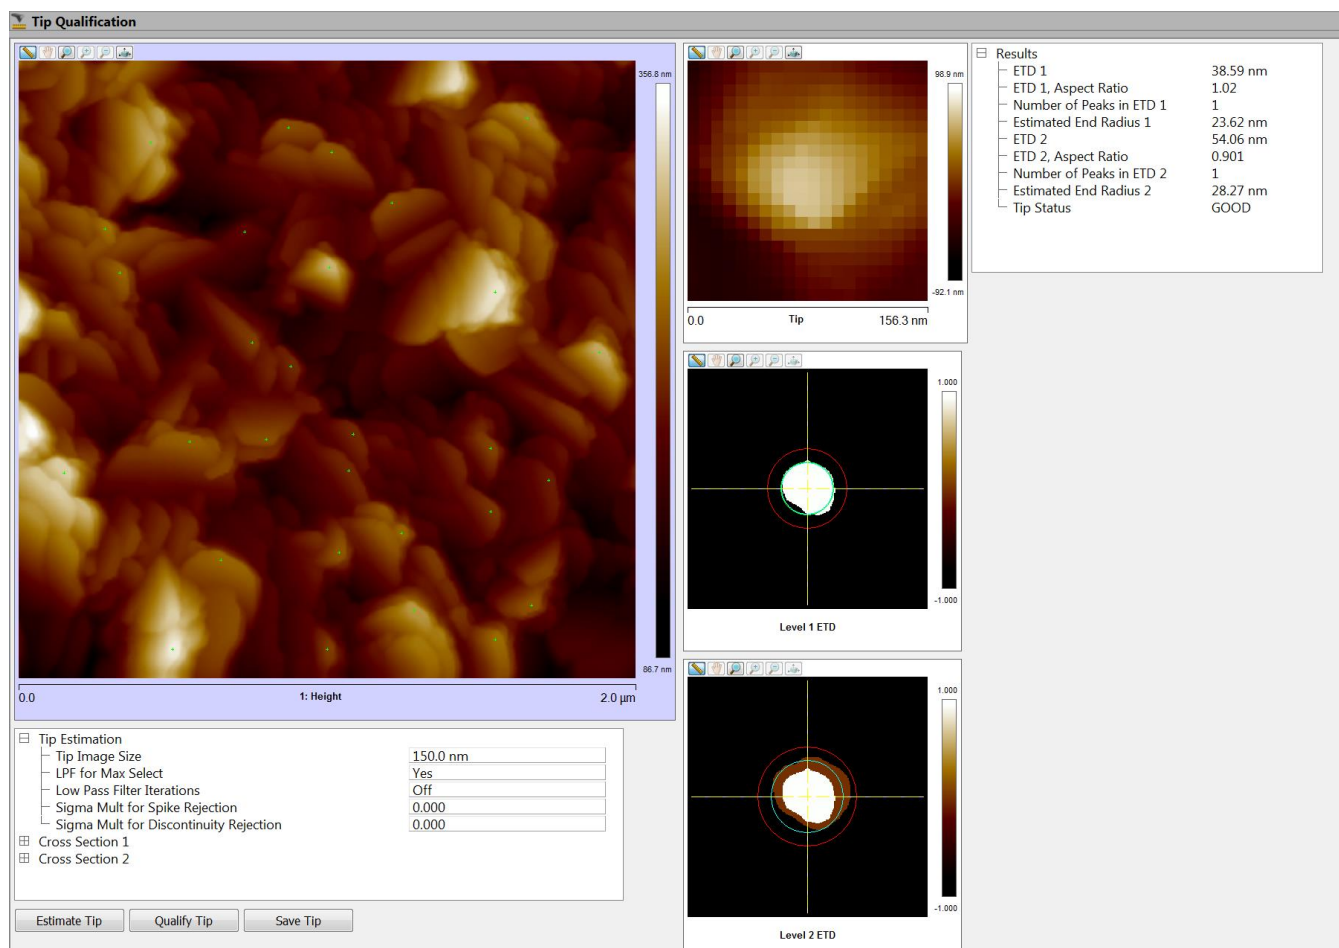 Tip Qualification
356.8 nm
86.7 nm
0.0 1: Height 2.0 µm
98.9 nm
-92.1 nm
0.0 Tip 156.3 nm
Results
ETD 1 38.59 nm
ETD 1, Aspect Ratio 1.02
Number of Peaks in ETD 1 1
Estimated End Radius 1 23.62 nm
ETD 2 54.06 nm
ETD 2, Aspect Ratio 0.901
Number of Peaks in ETD 2 1
Estimated End Radius 2 28.27 nm
Tip Status GOOD
1.000
-1.000
Level 1 ETD
1.000
-1.000
Level 2 ETD
Tip Estimation
Tip Image Size 150.0 nm
LPF for Max Select Yes
Low Pass Filter Iterations Off
Sigma Mult for Spike Rejection 0.000
Sigma Mult for Discontinuity Rejection 0.000
Cross Section 1
Cross Section 2
Estimate Tip Qualify Tip Save Tip